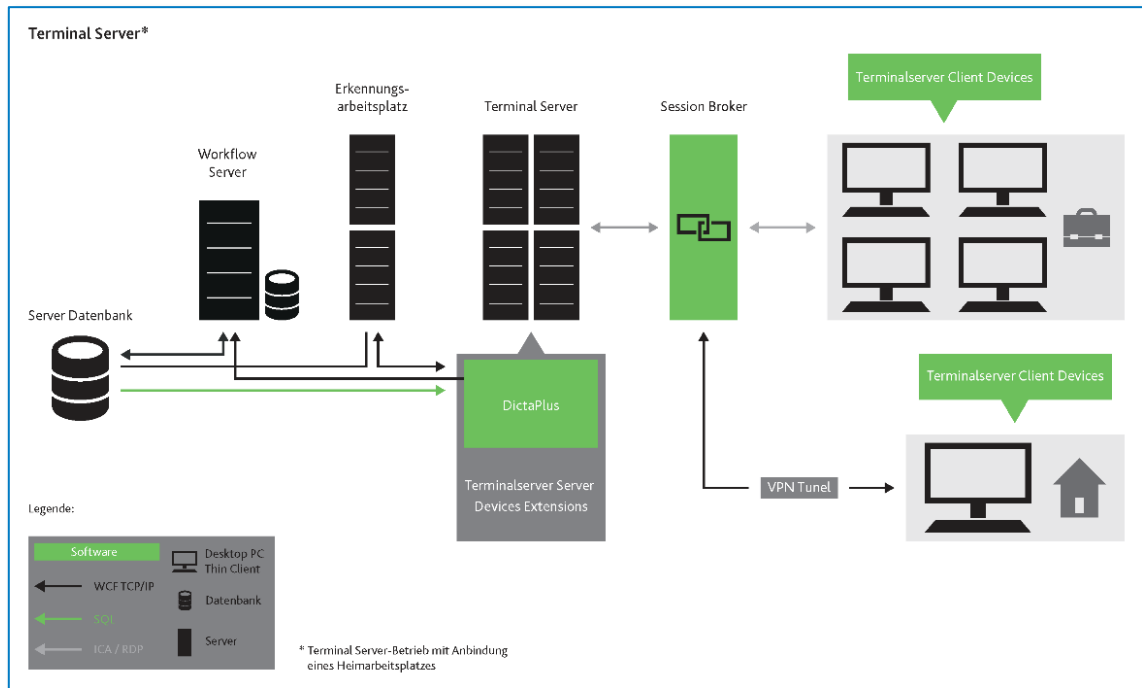 Terminal Server*
Erkennungs-
arbeitsplatz
Terminal Server
Session Broker
Terminalserver Client Devices
Workflow
Server
Server Datenbank
DictaPlus
Terminalserver Server
Devices Extensions
Terminalserver Client Devices
VPN Tunel
Legende:
Software
WCF TCP/IP
SQL
ICA / RDP
Desktop PC
Thin Client
Datenbank
Server
* Terminal Server-Betrieb mit Anbindung
eines Heimarbeitsplatzes